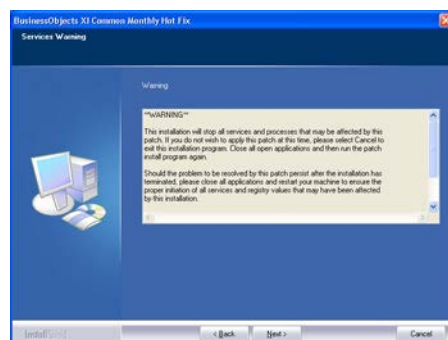 BusinessObjects XI Common Monthly Hot Fix
Services Warning
Warning
**WARNING**
This installation will stop all services and processes that may be affected by this
patch. If you do not wish to apply this patch at this time, please select Cancel to
exit this installation program. Close all open applications and then run the patch
install program again.
Should the problem to be resolved by this patch persist after the installation has
terminated, please close all applications and restart your machine to ensure the
proper initiation of all services and registry values that may have been affected
by this installation.
InstallShield
< Back
Next >
Cancel